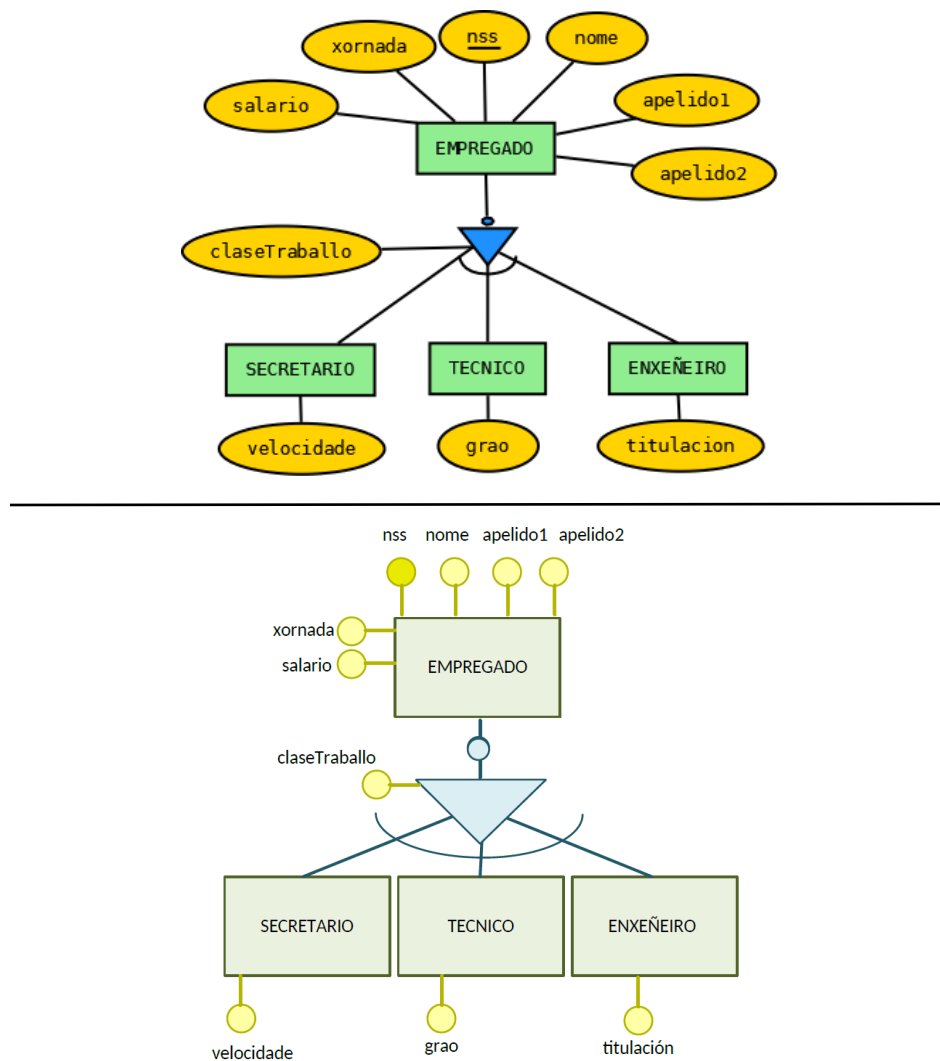 nss
xornada
nome
salario
apelido1
EMPREGADO
apelido2
claseTraballo
SECRETARIO
TECNICO
ENXEÑEIRO
velocidade
grao
titulacion
nss nome apelido1 apelido2
xornada
salario
EMPREGADO
claseTraballo
SECRETARIO
TECNICO
ENXEÑEIRO
velocidade
grao
titulación